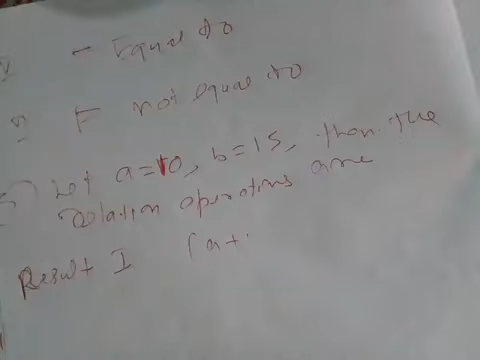 - Equal to
F not equal to
Let a=10, b=15, then the
relation operations are
Result I (a+